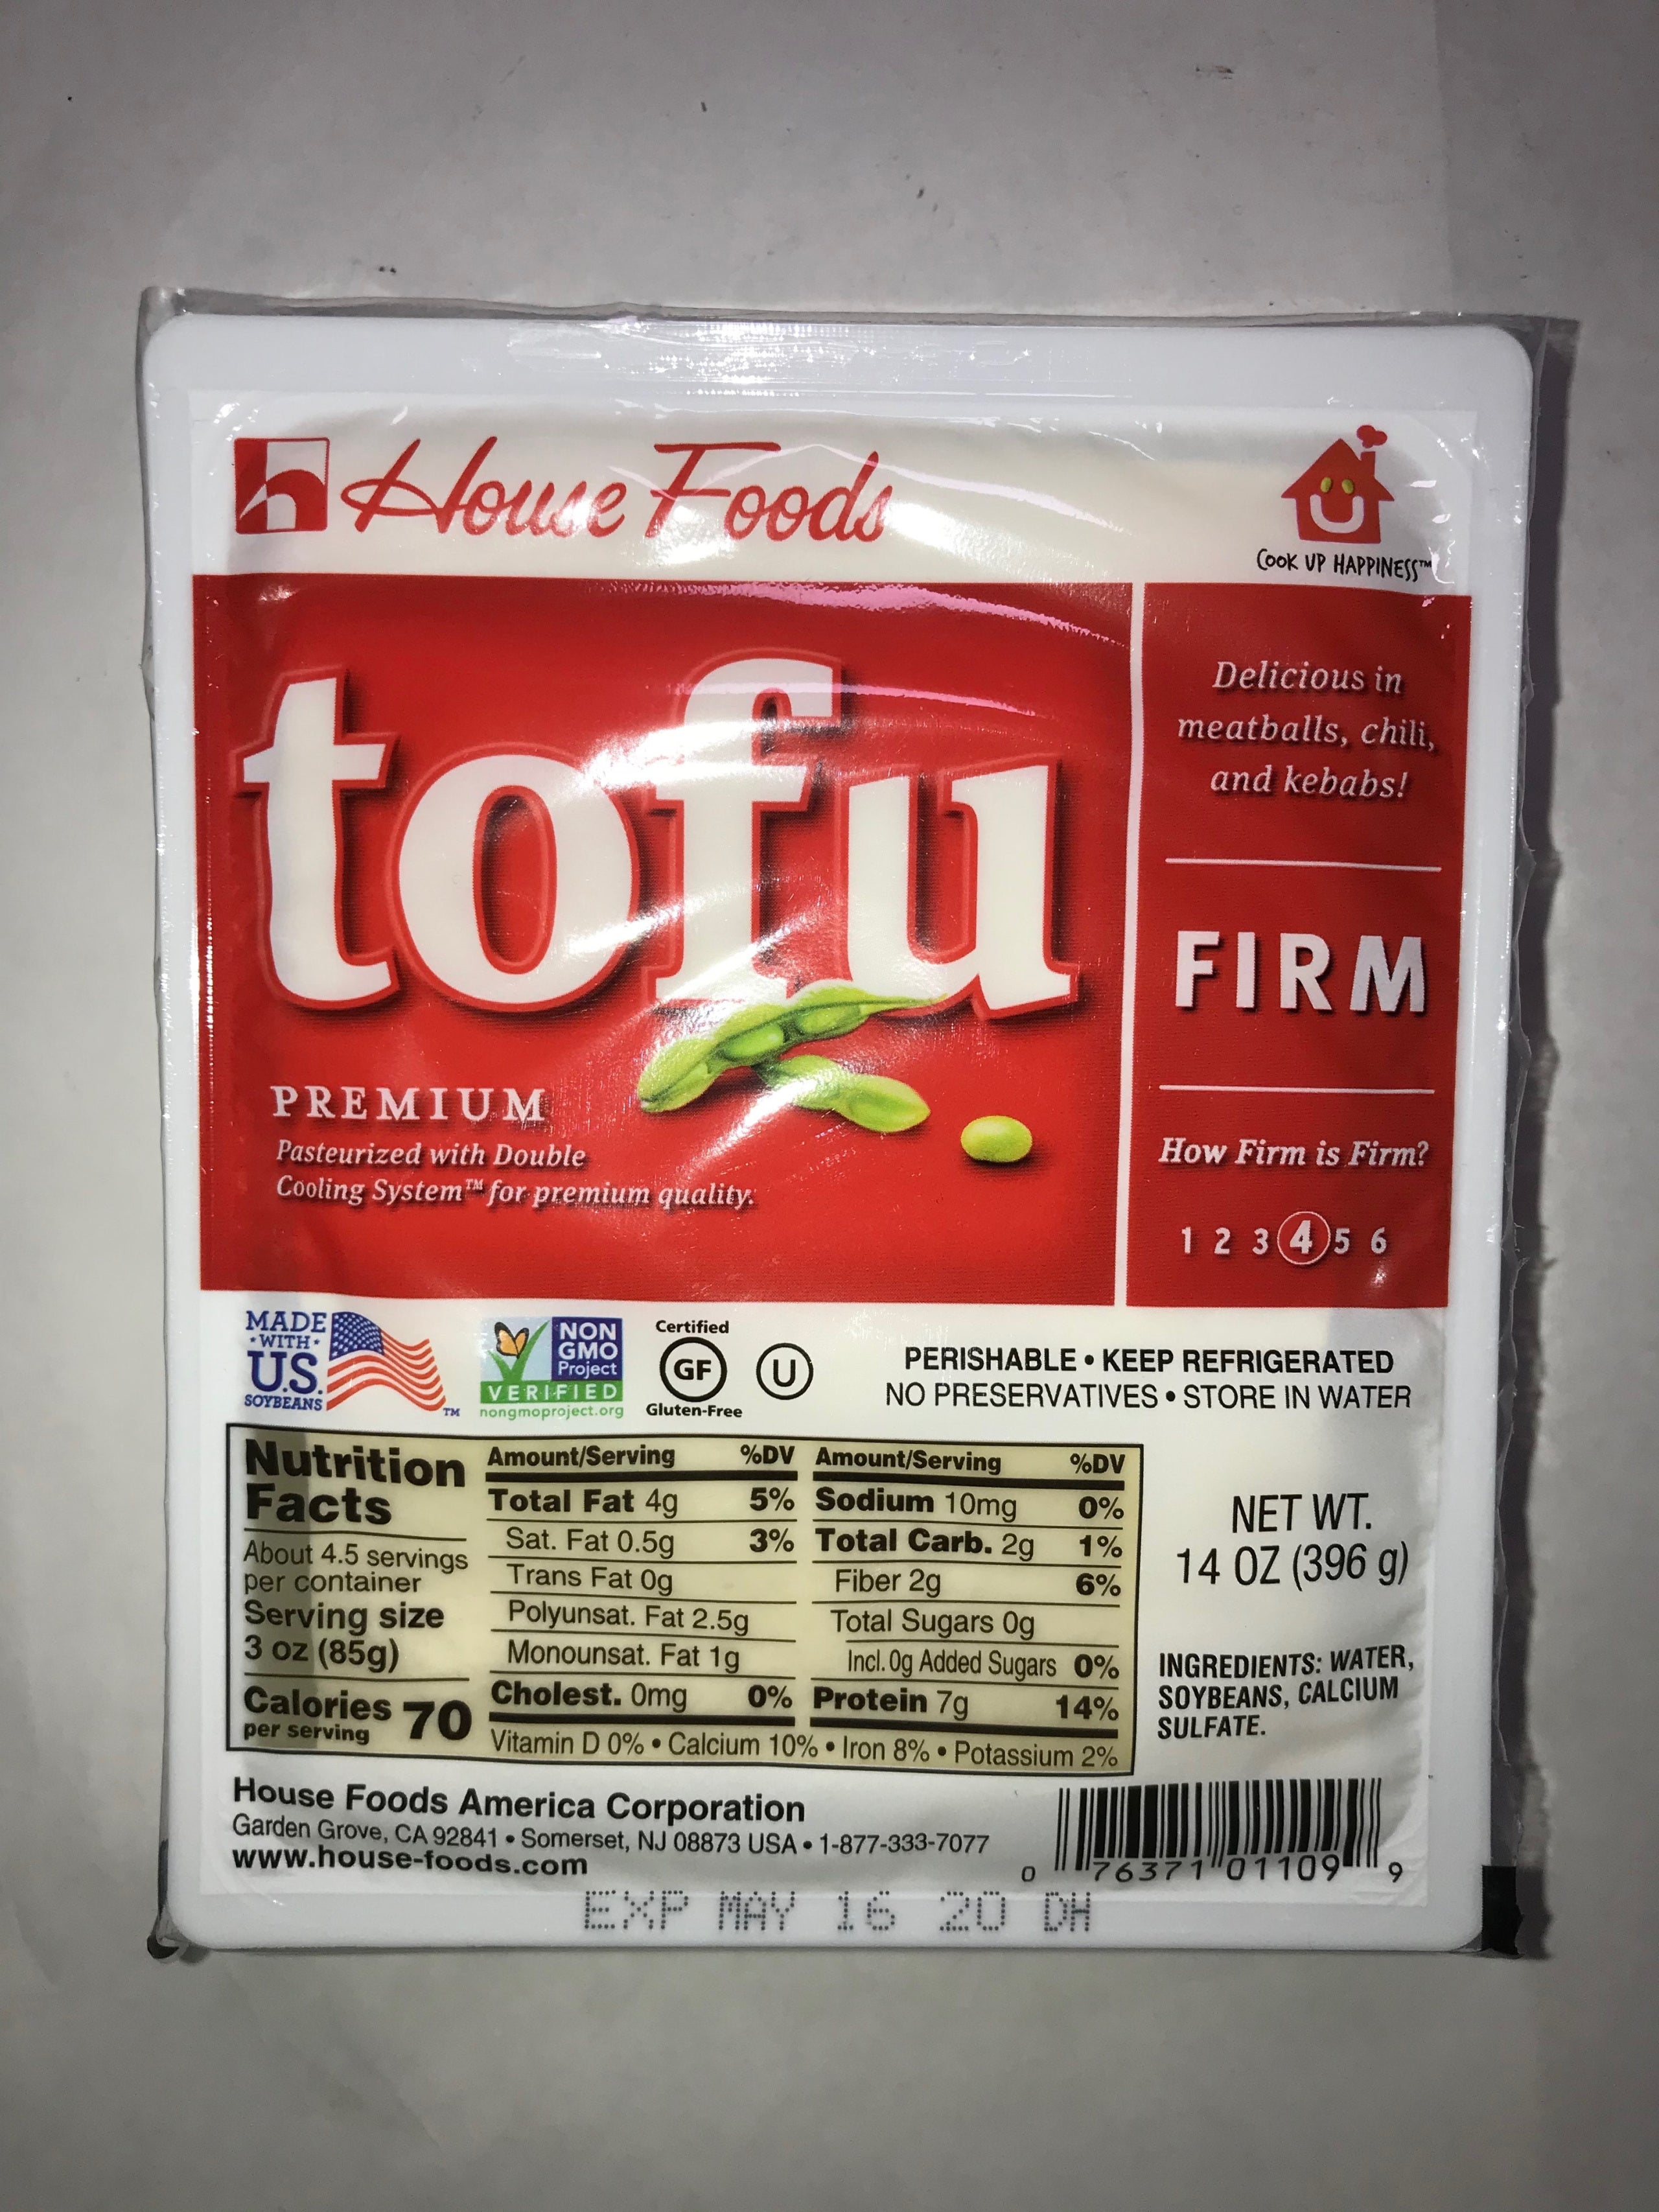 House Foods
COOK UP HAPPINESS™
tofu
PREMIUM
Pasteurized with Double
Cooling System™ for premium quality.
Delicious in
meatballs, chili,
and kebabs!
FIRM
How Firm is Firm?
1 2 3 4 5 6
MADE
•WITH•
U.S.
SOYBEANS
TM
NON
GMO
Project
VERIFIED
nongmoproject.org
Certified
GF
Gluten-Free
U
PERISHABLE • KEEP REFRIGERATED
NO PRESERVATIVES • STORE IN WATER
Nutrition
Facts
About 4.5 servings
per container
Serving size
3 oz (85g)
Calories 70
per serving
Amount/Serving %DV
Total Fat 4g 5%
Sat. Fat 0.5g 3%
Trans Fat 0g
Polyunsat. Fat 2.5g
Monounsat. Fat 1g
Cholest. 0mg 0%
Amount/Serving %DV
Sodium 10mg 0%
Total Carb. 2g 1%
Fiber 2g 6%
Total Sugars 0g
Incl. 0g Added Sugars 0%
Protein 7g 14%
Vitamin D 0% • Calcium 10% • Iron 8% • Potassium 2%
NET WT.
14 OZ (396 g)
INGREDIENTS: WATER,
SOYBEANS, CALCIUM
SULFATE.
House Foods America Corporation
Garden Grove, CA 92841 • Somerset, NJ 08873 USA • 1-877-333-7077
www.house-foods.com
0 76371 01109 9
EXP MAY 16 20 DH